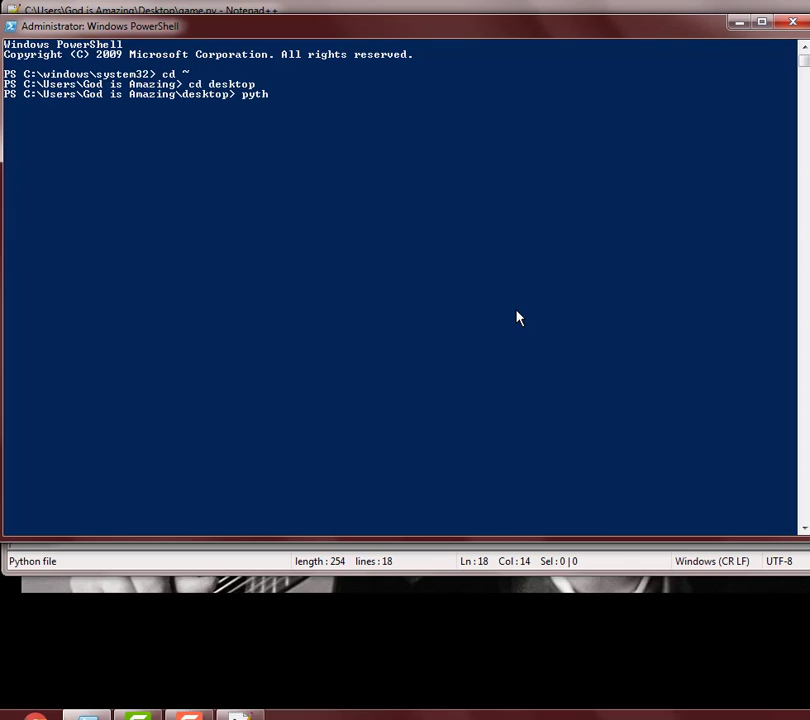 C:\Users\God is Amazing\Desktop\game.py - Notepad++
Administrator: Windows PowerShell
Windows PowerShell
Copyright (C) 2009 Microsoft Corporation. All rights reserved.
PS C:\windows\system32> cd ~
PS C:\Users\God is Amazing> cd desktop
PS C:\Users\God is Amazing\desktop> pyth
Python file length : 254 lines : 18 Ln : 18 Col : 14 Sel : 0 | 0 Windows (CR LF) UTF-8